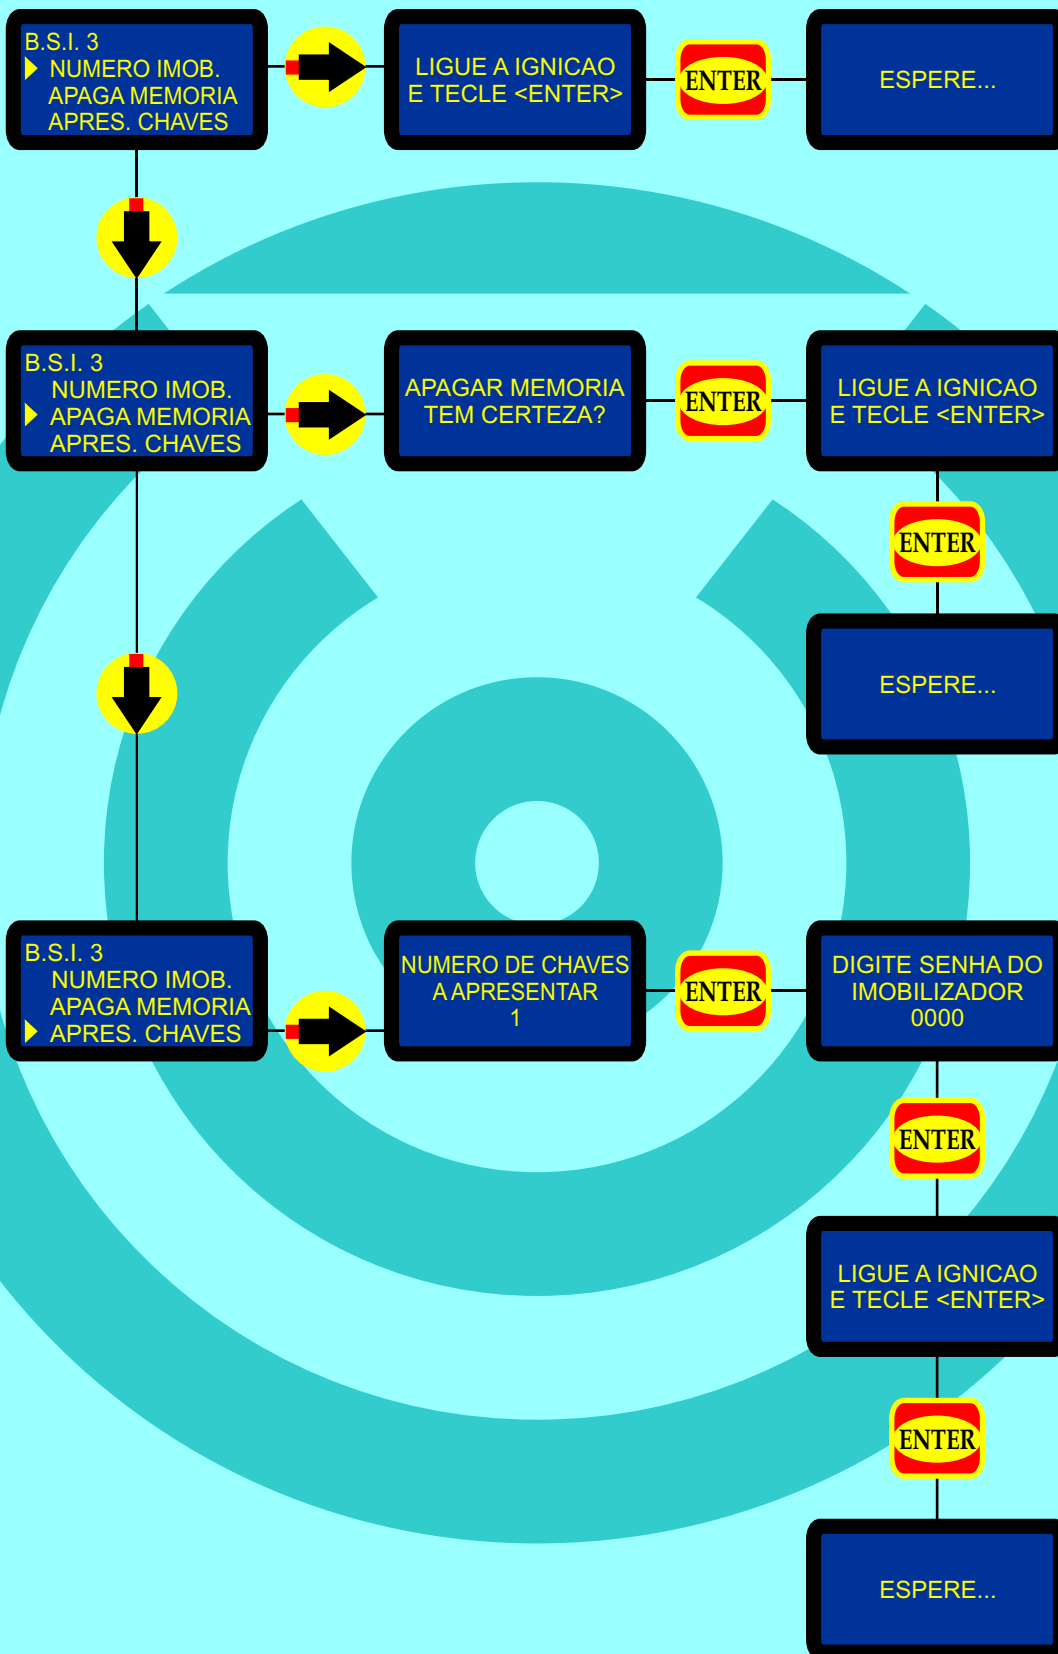 B.S.I. 3
NUMERO IMOB.
APAGA MEMORIA
APRES. CHAVES
LIGUE A IGNICAO
E TECLE <ENTER>
ENTER
ESPERE...
B.S.I. 3
NUMERO IMOB.
APAGA MEMORIA
APRES. CHAVES
APAGAR MEMORIA
TEM CERTEZA?
ENTER
LIGUE A IGNICAO
E TECLE <ENTER>
ENTER
ESPERE...
B.S.I. 3
NUMERO IMOB.
APAGA MEMORIA
APRES. CHAVES
NUMERO DE CHAVES
A APRESENTAR
1
ENTER
DIGITE SENHA DO
IMOBILIZADOR
0000
ENTER
LIGUE A IGNICAO
E TECLE <ENTER>
ENTER
ESPERE...